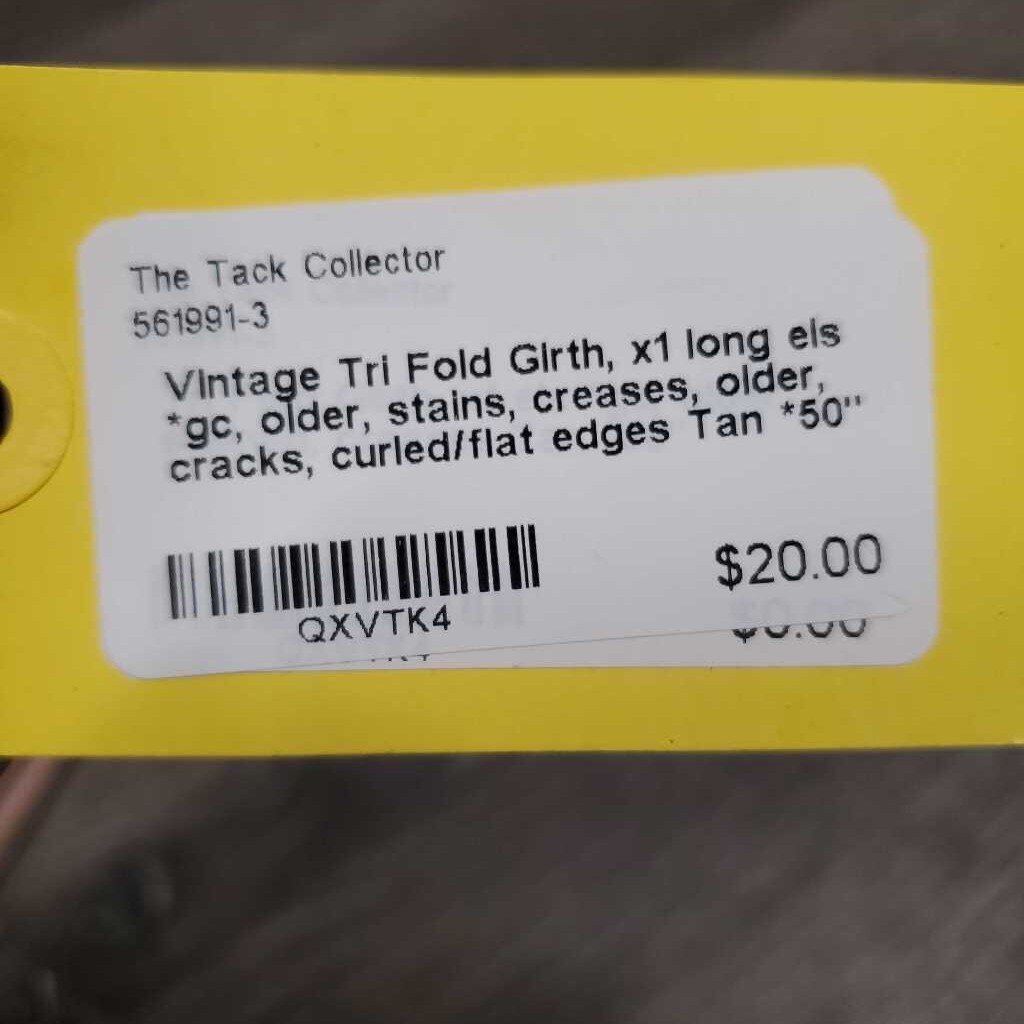 The Tack Collector
561991-3
Vintage Tri Fold Girth, x1 long els
*gc, older, stains, creases, older,
cracks, curled/flat edges Tan *50"
$20.00
QXVTK4